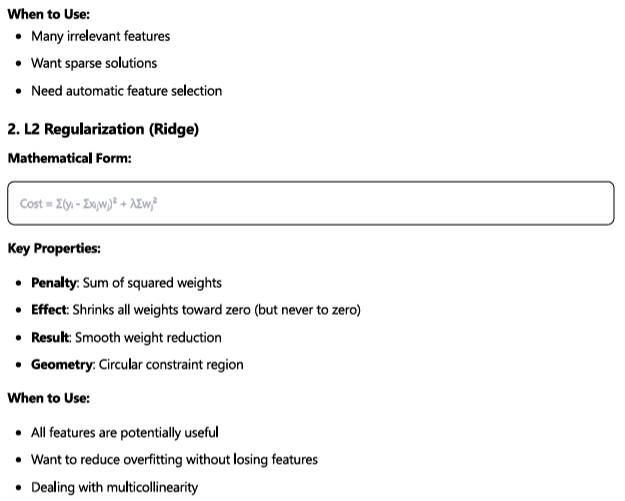 When to Use:
• Many irrelevant features
• Want sparse solutions
• Need automatic feature selection
2. L2 Regularization (Ridge)
Mathematical Form:
Cost = Σ(yᵢ - Σxᵢⱼwⱼ)² + λΣwⱼ²
Key Properties:
• Penalty: Sum of squared weights
• Effect: Shrinks all weights toward zero (but never to zero)
• Result: Smooth weight reduction
• Geometry: Circular constraint region
When to Use:
• All features are potentially useful
• Want to reduce overfitting without losing features
• Dealing with multicollinearity